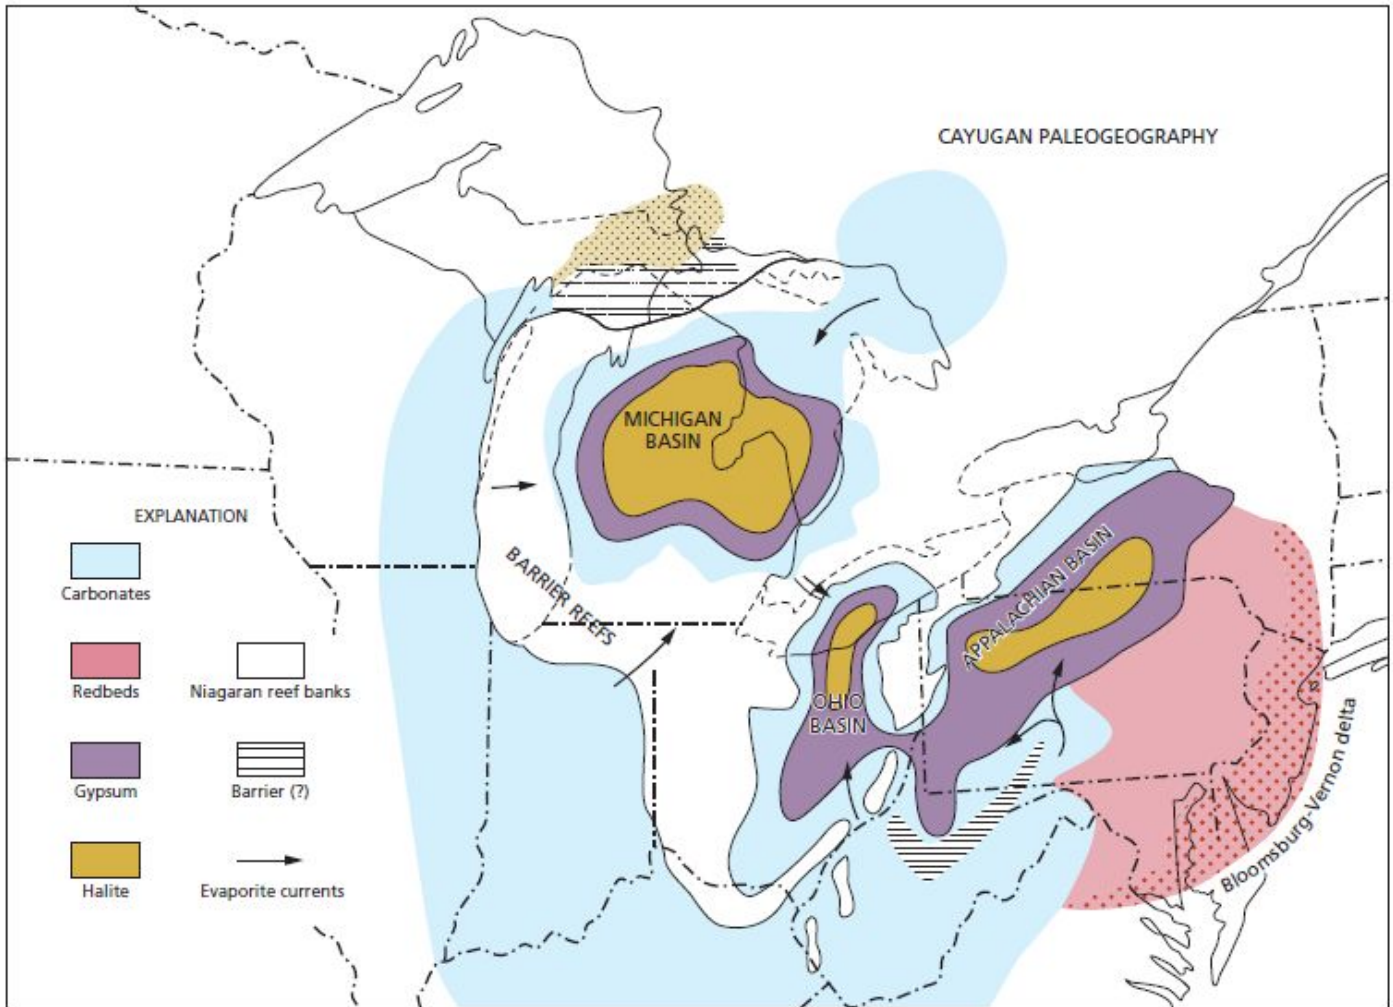 CAYUGAN PALEOGEOGRAPHY
MICHIGAN
BASIN
EXPLANATION
Carbonates
Redbeds
Niagaran reef banks
Gypsum
Barrier (?)
Halite
Evaporite currents
BARRIER REEFS
OHIO
BASIN
APPALACHIAN BASIN
Bloomsburg-Vernon delta